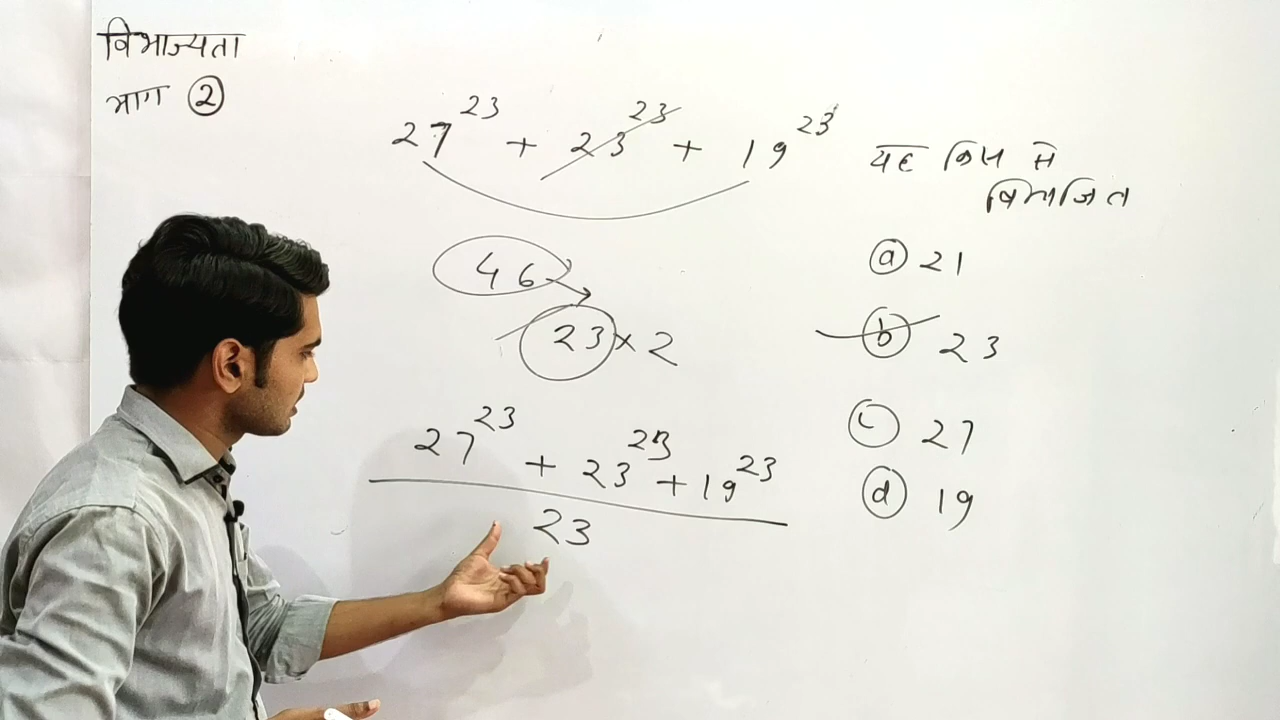 विभाज्यता
भाग 2
27^23 + 23^23 + 19^23
यह किस से
विभाजित
46
23 × 2
a 21
b 23
c 27
d 19
27^23 + 23^23 + 19^23
23